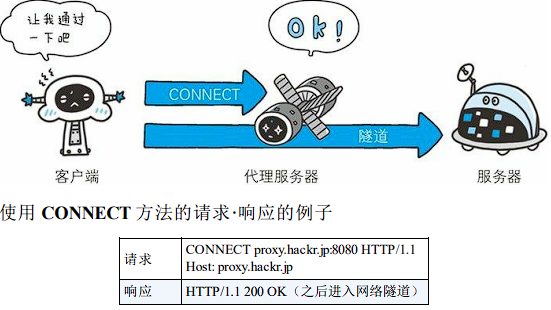 让我通过
一下吧
Ok!
CONNECT
隧道
客户端
代理服务器
服务器
使用 CONNECT 方法的请求·响应的例子
请求
CONNECT proxy.hackr.jp:8080 HTTP/1.1
Host: proxy.hackr.jp
响应
HTTP/1.1 200 OK（之后进入网络隧道）